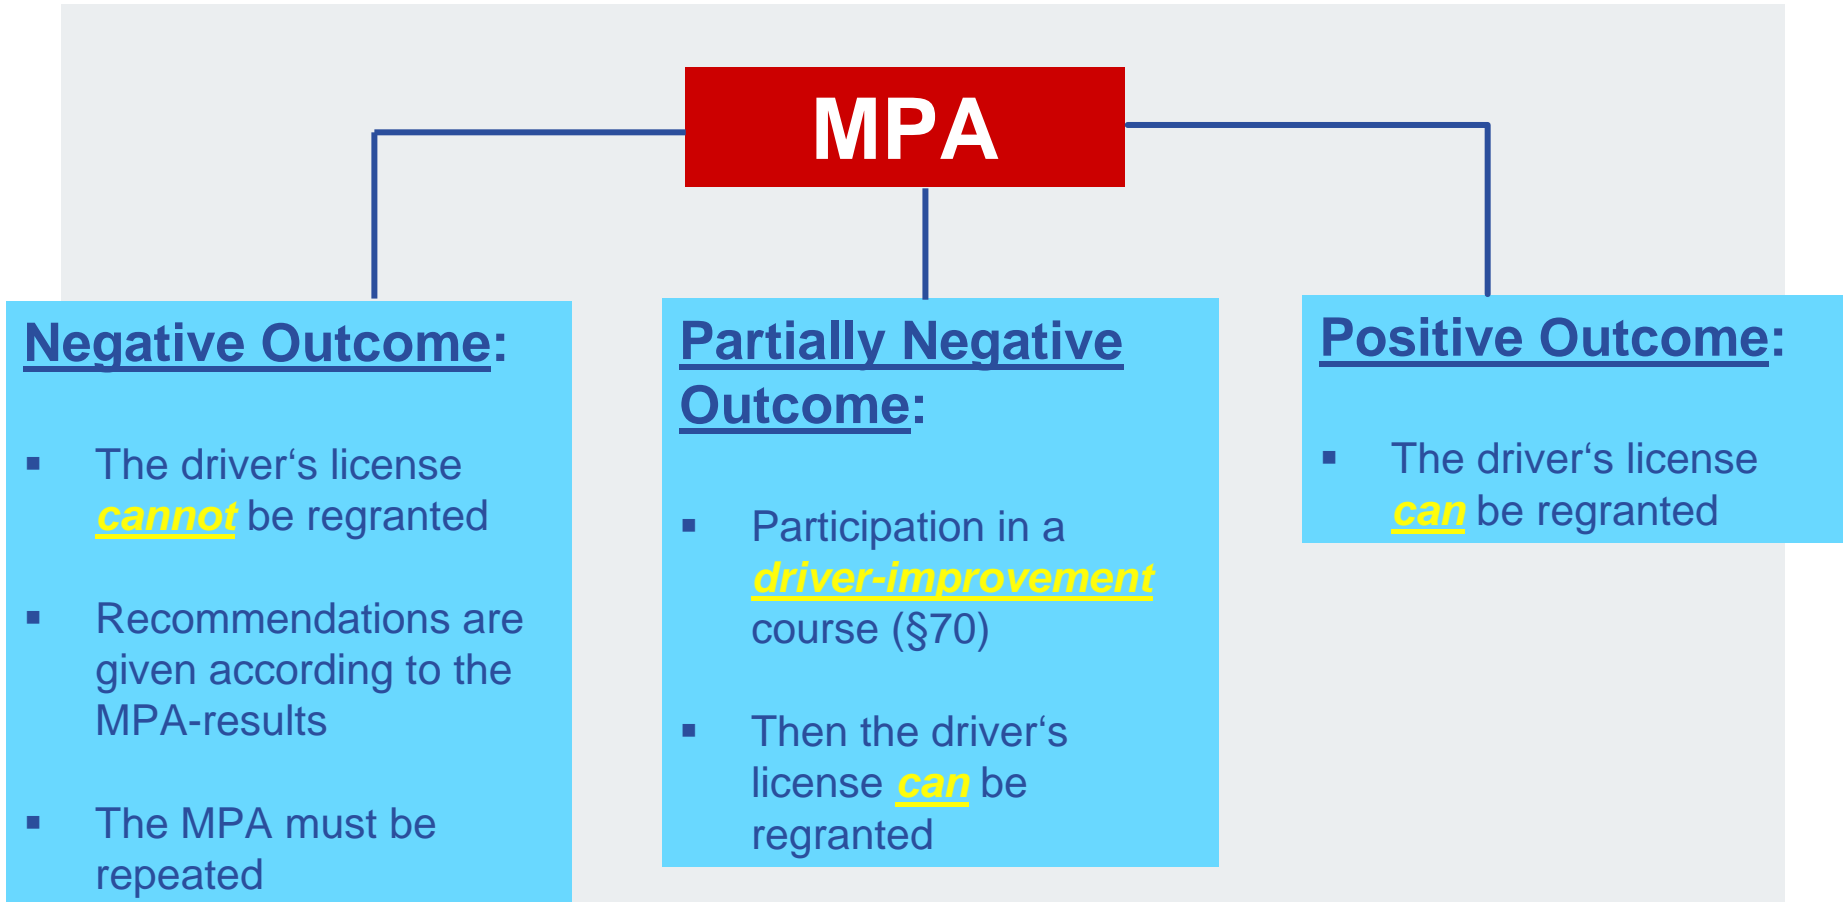 MPA
Negative Outcome:
▪ The driver‘s license
cannot be regranted
▪ Recommendations are
given according to the
MPA-results
▪ The MPA must be
repeated
Partially Negative
Outcome:
▪ Participation in a
driver-improvement
course (§70)
▪ Then the driver‘s
license can be
regranted
Positive Outcome:
▪ The driver‘s license
can be regranted